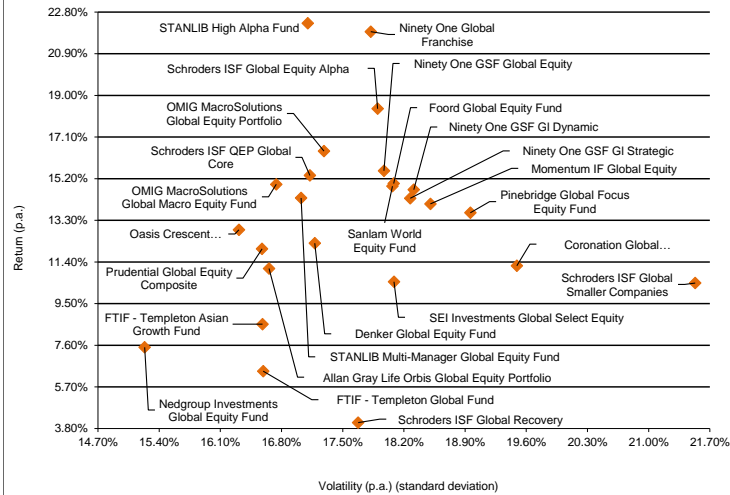 22.80%
20.90%
19.00%
17.10%
15.20%
13.30%
11.40%
9.50%
7.60%
5.70%
3.80%
Return (p.a.)
STANLIB High Alpha Fund
Ninety One Global
Franchise
Schroders ISF Global Equity Alpha
Ninety One GSF Global Equity
OMIG MacroSolutions
Global Equity Portfolio
Foord Global Equity Fund
Ninety One GSF Gl Dynamic
Schroders ISF QEP Global
Core
Ninety One GSF Gl Strategic
Momentum IF Global Equity
OMIG MacroSolutions
Global Macro Equity Fund
Pinebridge Global Focus
Equity Fund
Oasis Crescent...
Sanlam World
Equity Fund
Coronation Global...
Prudential Global Equity
Composite
Schroders ISF Global
Smaller Companies
FTIF - Templeton Asian
Growth Fund
SEI Investments Global Select Equity
Denker Global Equity Fund
STANLIB Multi-Manager Global Equity Fund
Allan Gray Life Orbis Global Equity Portfolio
Nedgroup Investments
Global Equity Fund
FTIF - Templeton Global Fund
Schroders ISF Global Recovery
14.70% 15.40% 16.10% 16.80% 17.50% 18.20% 18.90% 19.60% 20.30% 21.00% 21.70%
Volatility (p.a.) (standard deviation)